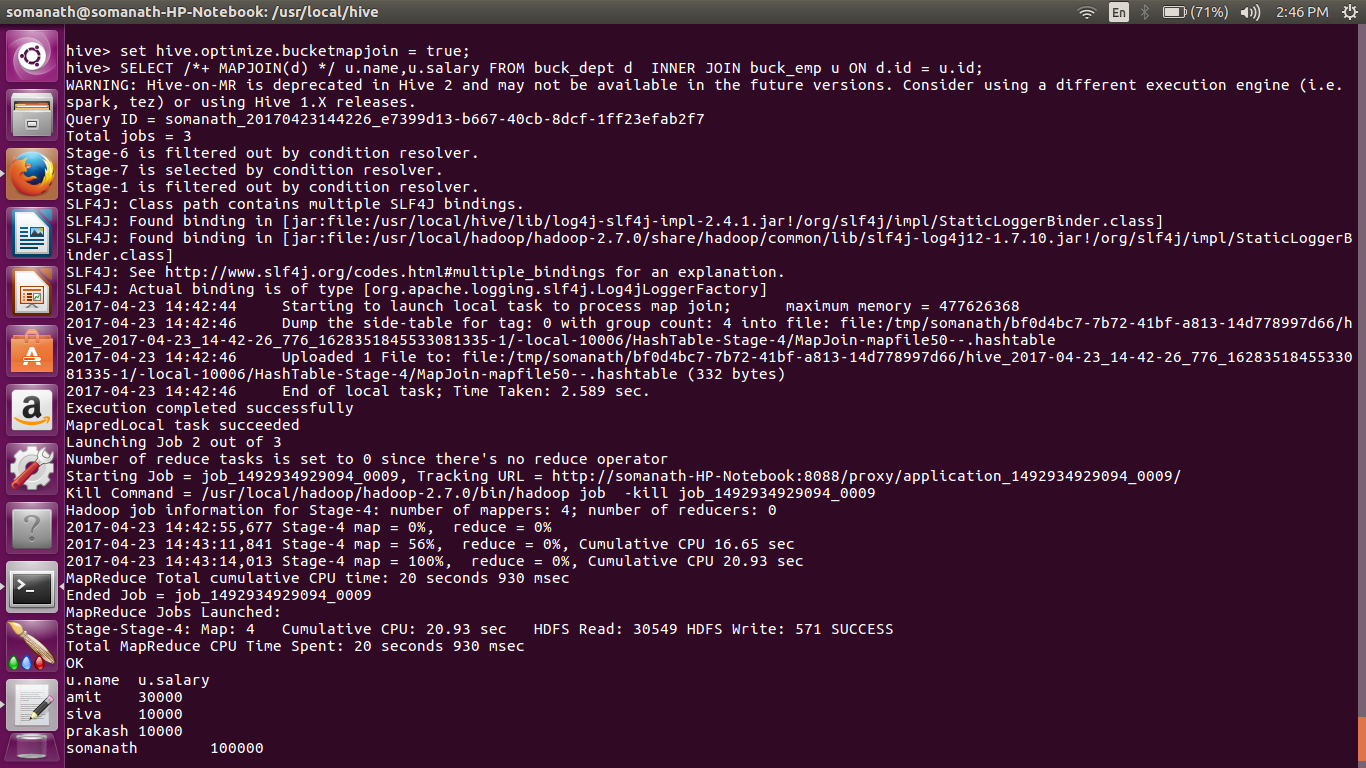 somanath@somanath-HP-Notebook: /usr/local/hive
En
(71%)
2:46 PM
hive> set hive.optimize.bucketmapjoin = true;
hive> SELECT /*+ MAPJOIN(d) */ u.name,u.salary FROM buck_dept d  INNER JOIN buck_emp u ON d.id = u.id;
WARNING: Hive-on-MR is deprecated in Hive 2 and may not be available in the future versions. Consider using a different execution engine (i.e.
spark, tez) or using Hive 1.X releases.
Query ID = somanath_20170423144226_e7399d13-b667-40cb-8dcf-1ff23efab2f7
Total jobs = 3
Stage-6 is filtered out by condition resolver.
Stage-7 is selected by condition resolver.
Stage-1 is filtered out by condition resolver.
SLF4J: Class path contains multiple SLF4J bindings.
SLF4J: Found binding in [jar:file:/usr/local/hive/lib/log4j-slf4j-impl-2.4.1.jar!/org/slf4j/impl/StaticLoggerBinder.class]
SLF4J: Found binding in [jar:file:/usr/local/hadoop/hadoop-2.7.0/share/hadoop/common/lib/slf4j-log4j12-1.7.10.jar!/org/slf4j/impl/StaticLoggerB
inder.class]
SLF4J: See http://www.slf4j.org/codes.html#multiple_bindings for an explanation.
SLF4J: Actual binding is of type [org.apache.logging.slf4j.Log4jLoggerFactory]
2017-04-23 14:42:44     Starting to launch local task to process map join;      maximum memory = 477626368
2017-04-23 14:42:46     Dump the side-table for tag: 0 with group count: 4 into file: file:/tmp/somanath/bf0d4bc7-7b72-41bf-a813-14d778997d66/h
ive_2017-04-23_14-42-26_776_1628351845533081335-1/-local-10006/HashTable-Stage-4/MapJoin-mapfile50--.hashtable
2017-04-23 14:42:46     Uploaded 1 File to: file:/tmp/somanath/bf0d4bc7-7b72-41bf-a813-14d778997d66/hive_2017-04-23_14-42-26_776_16283518455330
81335-1/-local-10006/HashTable-Stage-4/MapJoin-mapfile50--.hashtable (332 bytes)
2017-04-23 14:42:46     End of local task; Time Taken: 2.589 sec.
Execution completed successfully
MapredLocal task succeeded
Launching Job 2 out of 3
Number of reduce tasks is set to 0 since there's no reduce operator
Starting Job = job_1492934929094_0009, Tracking URL = http://somanath-HP-Notebook:8088/proxy/application_1492934929094_0009/
Kill Command = /usr/local/hadoop/hadoop-2.7.0/bin/hadoop job  -kill job_1492934929094_0009
Hadoop job information for Stage-4: number of mappers: 4; number of reducers: 0
2017-04-23 14:42:55,677 Stage-4 map = 0%,  reduce = 0%
2017-04-23 14:43:11,841 Stage-4 map = 56%,  reduce = 0%, Cumulative CPU 16.65 sec
2017-04-23 14:43:14,013 Stage-4 map = 100%,  reduce = 0%, Cumulative CPU 20.93 sec
MapReduce Total cumulative CPU time: 20 seconds 930 msec
Ended Job = job_1492934929094_0009
MapReduce Jobs Launched:
Stage-Stage-4: Map: 4   Cumulative CPU: 20.93 sec   HDFS Read: 30549 HDFS Write: 571 SUCCESS
Total MapReduce CPU Time Spent: 20 seconds 930 msec
OK
u.name  u.salary
amit    30000
siva    10000
prakash 10000
somanath        100000